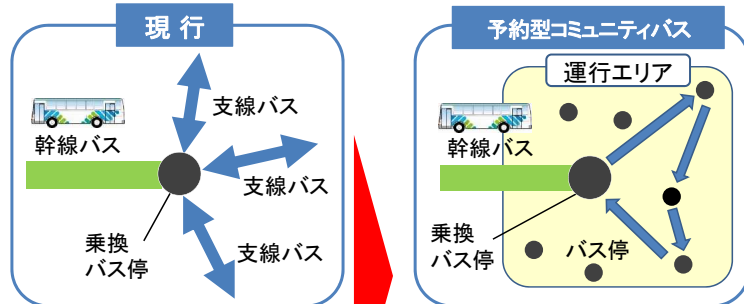 現 行
支線バス
幹線バス
支線バス
乗換
バス停
支線バス
予約型コミュニティバス
運行エリア
幹線バス
乗換
バス停
バス停